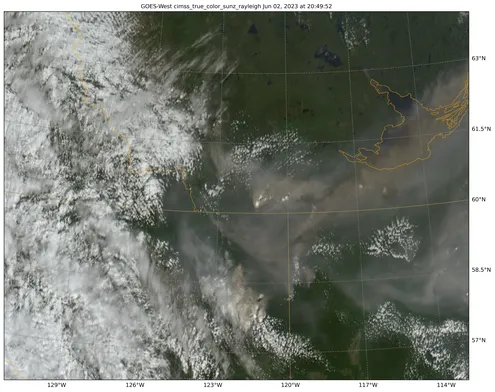 GOES-West cimss_true_color_sunz_rayleigh Jun 02, 2023 at 20:49:52
63°N
61.5°N
60°N
58.5°N
57°N
129°W 126°W 123°W 120°W 117°W 114°W